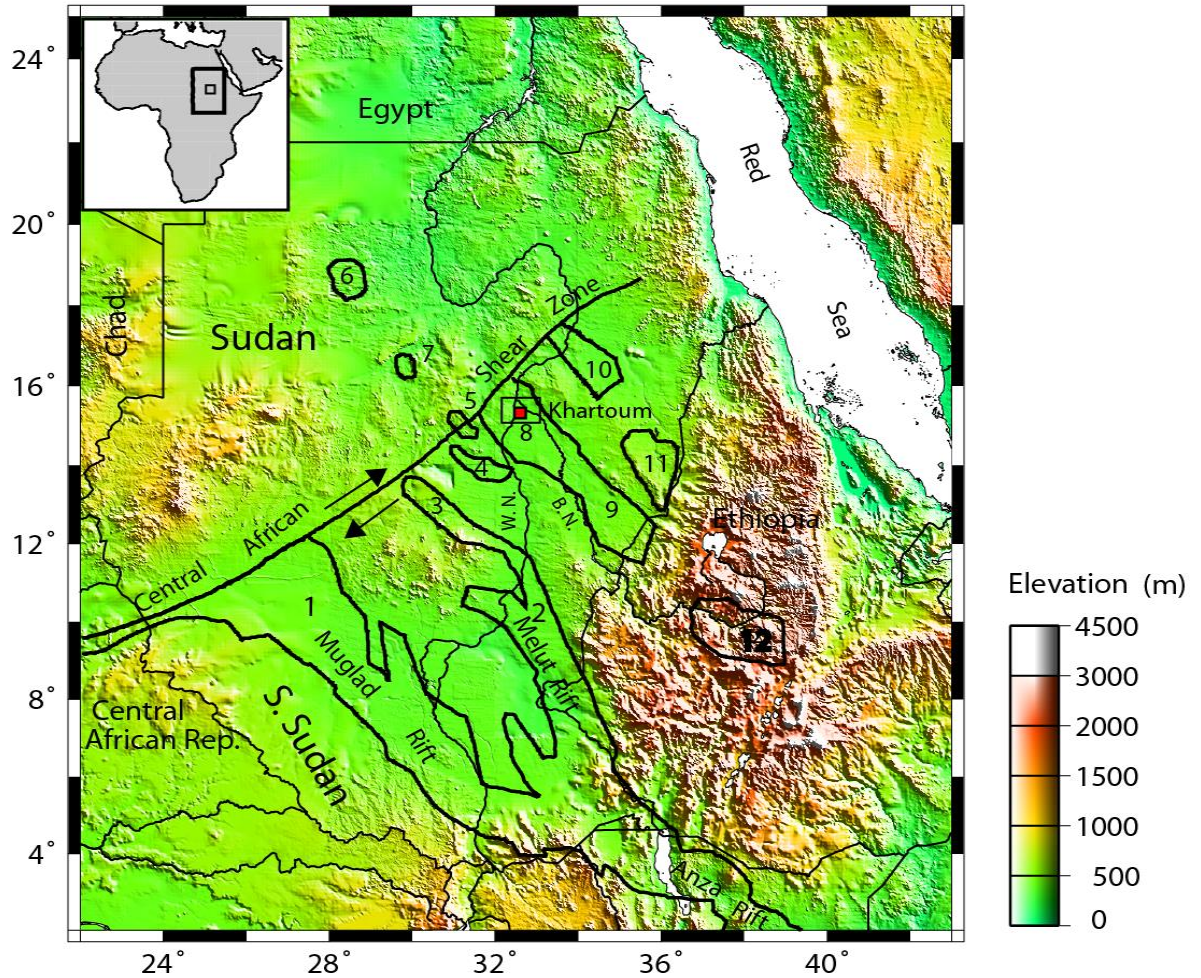 24°
20°
16°
12°
8°
4°
24°
28°
32°
36°
40°
Egypt
Red
Sea
Chad
Sudan
6
7
Central African Shear Zone
5
10
Khartoum
8
4
11
3
W. N.
B. N.
9
Ethiopia
1
2
Muglad Rift
Melut Rift
12
S. Sudan
Central
African Rep.
Anza Rift
Elevation (m)
4500
3000
2000
1500
1000
500
0